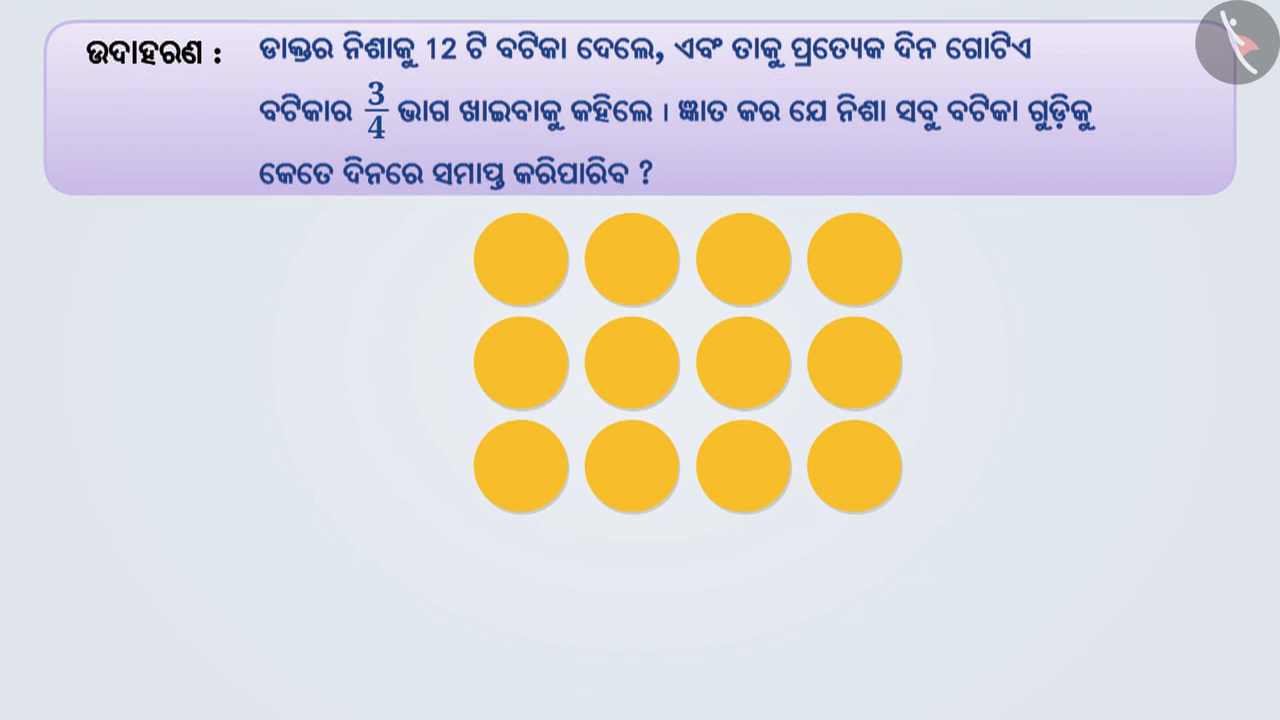 ଉଦାହରଣ : ଡାକ୍ତର ନିଶାକୁ 12 ଟି ବଟିକା ଦେଲେ, ଏବଂ ତାକୁ ପ୍ରତ୍ୟେକ ଦିନ ଗୋଟିଏ
ବଟିକାର 3/4 ଭାଗ ଖାଇବାକୁ କହିଲେ । ଜ୍ଞାତ କର ଯେ ନିଶା ସବୁ ବଟିକା ଗୁଡ଼ିକୁ
କେତେ ଦିନରେ ସମାପ୍ତ କରିପାରିବ ?